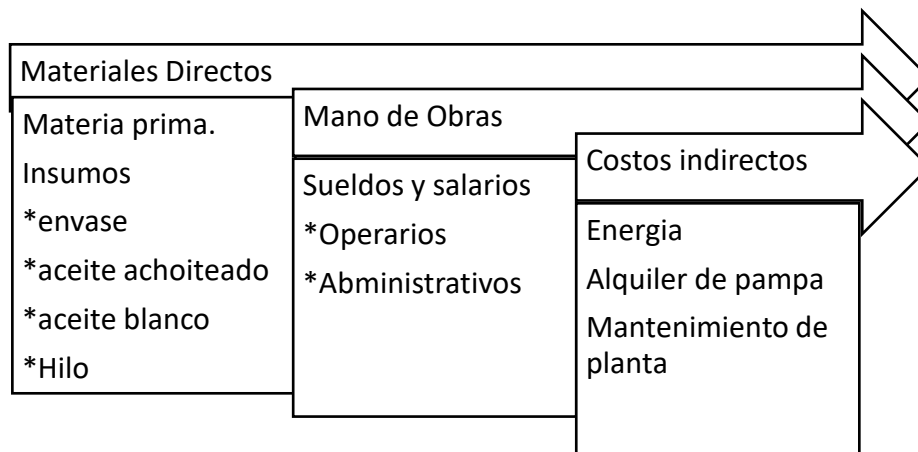 Materiales Directos
Materia prima.
Insumos
*envase
*aceite achoiteado
*aceite blanco
*Hilo
Mano de Obras
Sueldos y salarios
*Operarios
*Abministrativos
Costos indirectos
Energia
Alquiler de pampa
Mantenimiento de
planta